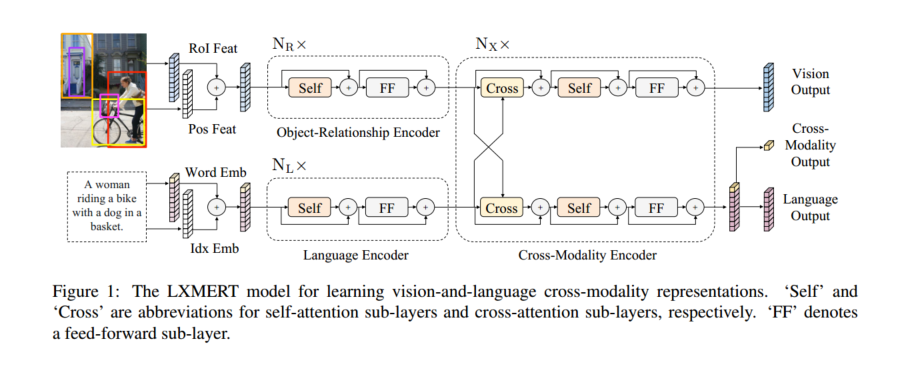 RoI Feat
Pos Feat
N_R×
Self
+
FF
+
Object-Relationship Encoder
N_X×
Cross
+
Self
+
FF
+
Vision
Output
Cross-
Modality
Output
A woman
riding a bike
with a dog in a
basket.
Word Emb
+
Idx Emb
N_L×
Self
+
FF
+
Language Encoder
Cross
+
Self
+
FF
+
Cross-Modality Encoder
Language
Output
Figure 1: The LXMERT model for learning vision-and-language cross-modality representations. ‘Self’ and
‘Cross’ are abbreviations for self-attention sub-layers and cross-attention sub-layers, respectively. ‘FF’ denotes
a feed-forward sub-layer.